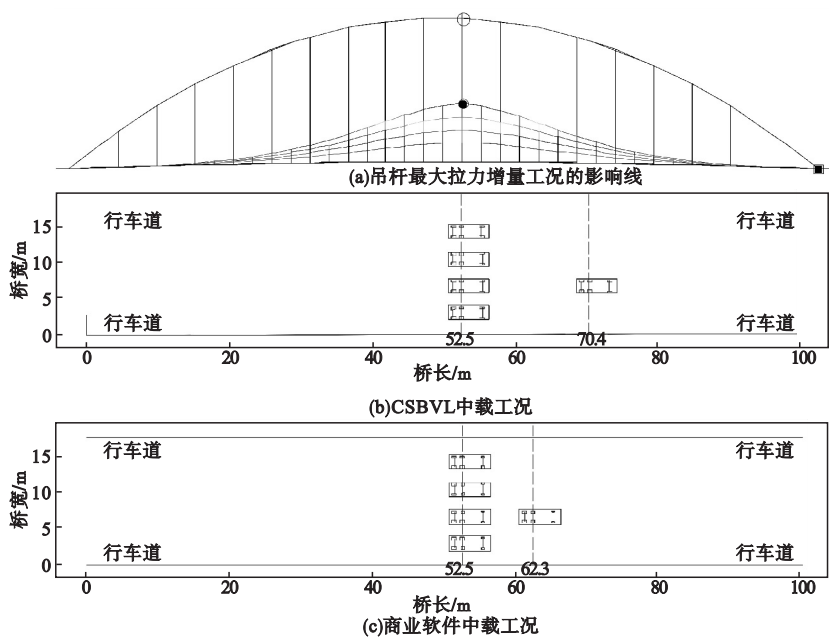 (a)吊杆最大拉力增量工况的影响线
行车道 行车道
15
10
5
0
行车道 行车道
桥宽/m
52.5 70.4
0 20 40 60 80 100
桥长/m
(b)CSBVL中载工况
行车道 行车道
15
10
5
0
行车道 行车道
桥宽/m
52.5 62.3
0 20 40 60 80 100
桥长/m
(c)商业软件中载工况